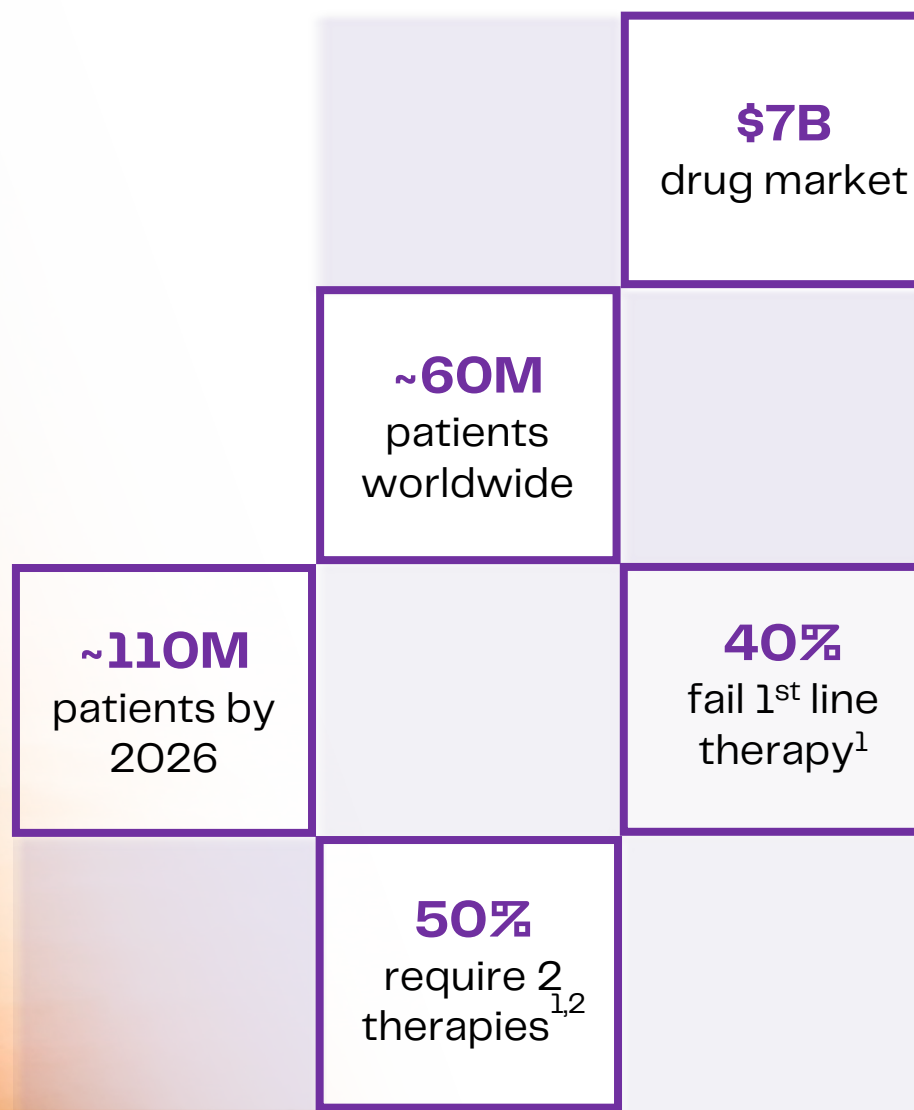 $7B
drug market
~60M
patients
worldwide
~110M
patients by
2026
40%
fail 1st line
therapy1
50%
require 2
therapies1,2